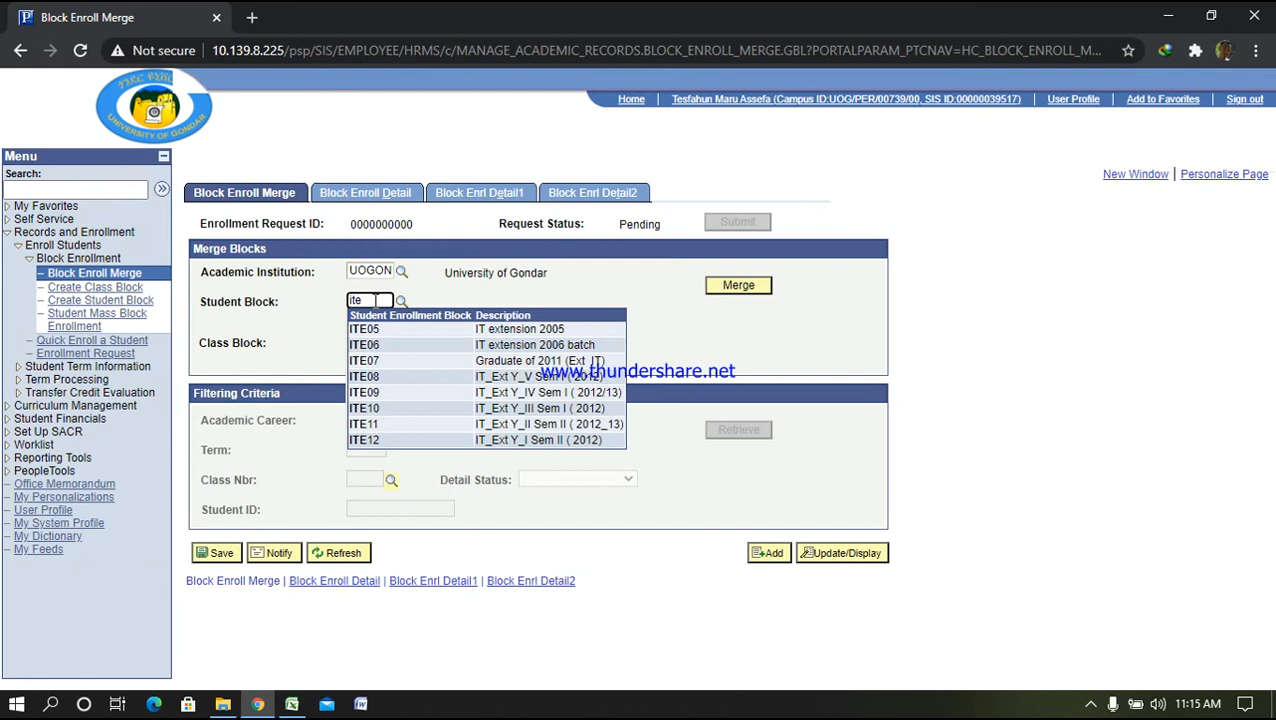 Block Enroll Merge
Not secure
10.139.8.225/psp/SIS/EMPLOYEE/HRMS/c/MANAGE_ACADEMIC_RECORDS.BLOCK_ENROLL_MERGE.GBL?PORTALPARAM_PTCNAV=HC_BLOCK_ENROLL_M...
UNIVERSITY OF GONDAR
Home
Tesfahun Maru Assefa (Campus ID:UOG/PER/00739/00, SIS ID:00000039517)
User Profile
Add to Favorites
Sign out
Menu
Search:
My Favorites
Self Service
Records and Enrollment
Enroll Students
Block Enrollment
Block Enroll Merge
Create Class Block
Create Student Block
Student Mass Block
Enrollment
Quick Enroll a Student
Enrollment Request
Student Term Information
Term Processing
Transfer Credit Evaluation
Curriculum Management
Student Financials
Set Up SACR
Worklist
Reporting Tools
PeopleTools
Office Memorandum
My Personalizations
User Profile
My System Profile
My Dictionary
My Feeds
New Window
Personalize Page
Block Enroll Merge
Block Enroll Detail
Block Enrl Detail1
Block Enrl Detail2
Enrollment Request ID: 0000000000 Request Status: Pending Submit
Merge Blocks
Academic Institution: UOGON University of Gondar Merge
Student Block: ite
Student Enrollment Block Description
ITE05 IT extension 2005
ITE06 IT extension 2006 batch
ITE07 Graduate of 2011 (Ext_IT)
ITE08 IT_Ext Y_V Sem I ( 2012)
ITE09 IT_Ext Y_IV Sem I ( 2012/13)
ITE10 IT_Ext Y_III Sem I ( 2012)
ITE11 IT_Ext Y_II Sem II ( 2012_13)
ITE12 IT_Ext Y_I Sem II ( 2012)
Class Block:
www.thundershare.net
Filtering Criteria
Academic Career: Retrieve
Term:
Class Nbr: Detail Status:
Student ID:
Save Notify Refresh Add Update/Display
Block Enroll Merge | Block Enroll Detail | Block Enrl Detail1 | Block Enrl Detail2
11:15 AM